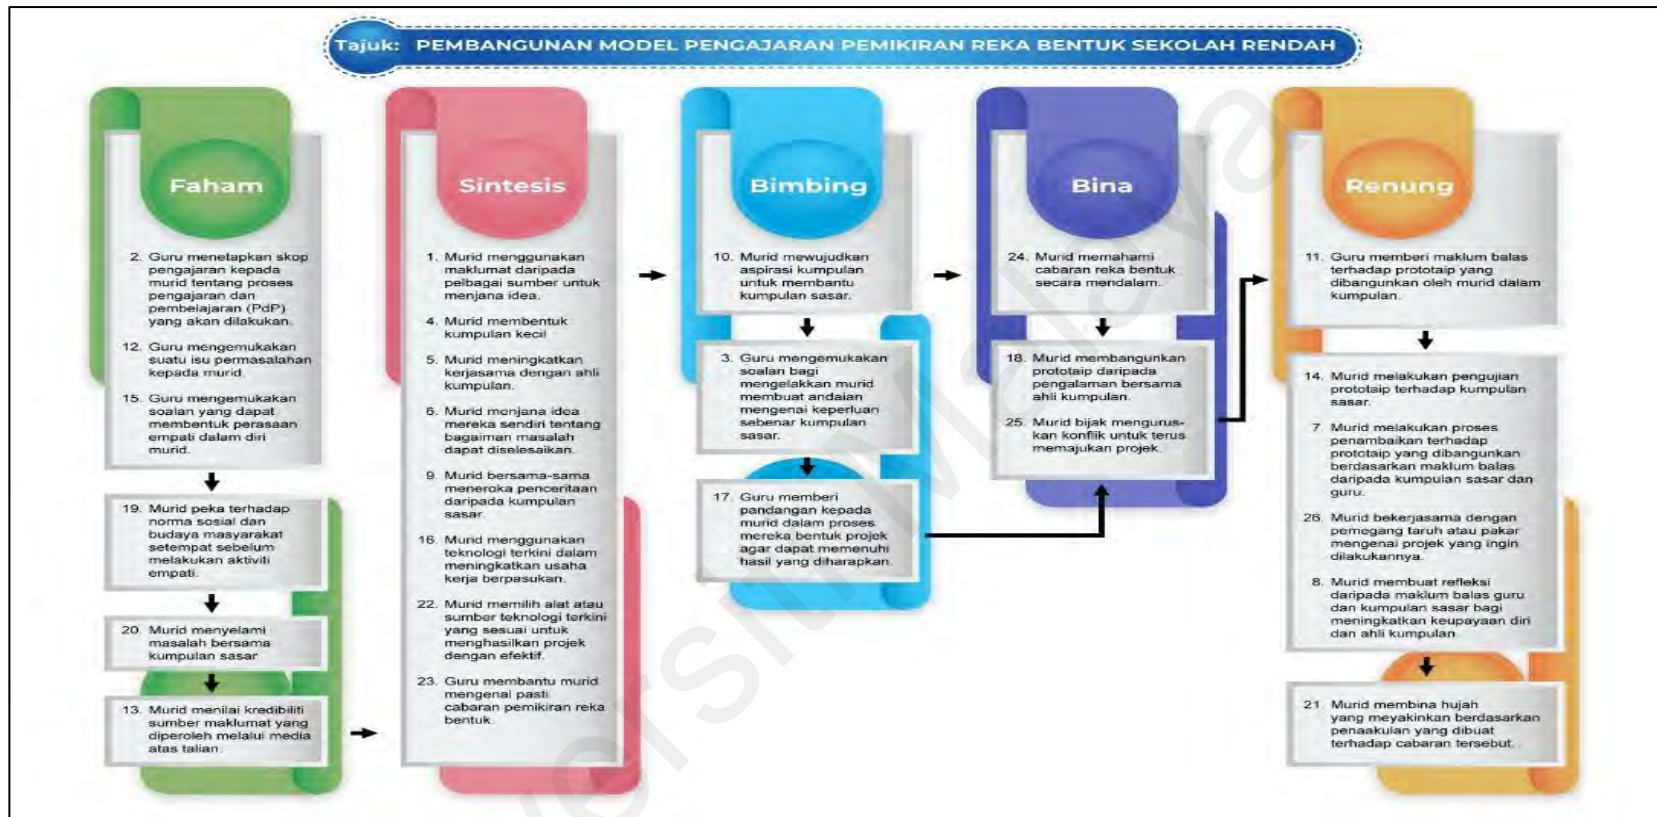 Tajuk: PEMBANGUNAN MODEL PENGAJARAN PEMIKIRAN REKA BENTUK SEKOLAH RENDAH
Faham
2. Guru menetapkan skop
pengajaran kepada
murid tentang proses
pengajaran dan
pembelajaran (PdP)
yang akan dilakukan.
12. Guru mengemukakan
suatu isu permasalahan
kepada murid.
15. Guru mengemukakan
soalan yang dapat
membentuk perasaan
empati dalam diri
murid.
19. Murid peka terhadap
norma sosial dan
budaya masyarakat
setempat sebelum
melakukan aktiviti
empati.
20. Murid menyelami
masalah bersama
kumpulan sasar
13. Murid menilai kredibiliti
sumber maklumat yang
diperoleh melalui media
atas talian.
Sintesis
1. Murid menggunakan
maklumat daripada
pelbagai sumber untuk
menjana idea.
4. Murid membentuk
kumpulan kecil
5. Murid meningkatkan
kerjasama dengan ahli
kumpulan.
6. Murid menjana idea
mereka sendiri tentang
bagaiman masalah
dapat diselesaikan.
9. Murid bersama-sama
meneroka penceritaan
daripada kumpulan
sasar.
16. Murid menggunakan
teknologi terkini dalam
meningkatkan usaha
kerja berpasukan.
22. Murid memilih alat atau
sumber teknologi terkini
yang sesuai untuk
menghasilkan projek
dengan efektif.
23. Guru membantu murid
mengenai pasti
cabaran pemikiran reka
bentuk.
Bimbing
10. Murid mewujudkan
aspirasi kumpulan
untuk membantu
kumpulan sasar.
3. Guru mengemukakan
soalan bagi
mengelakkan murid
membuat andaian
mengenai keperluan
sebenar kumpulan
sasar.
17. Guru memberi
pandangan kepada
murid dalam proses
mereka bentuk projek
agar dapat memenuhi
hasil yang diharapkan.
Bina
24. Murid memahami
cabaran reka bentuk
secara mendalam.
18. Murid membangunkan
prototaip daripada
pengalaman bersama
ahli kumpulan.
25. Murid bijak mengurus-
kan konflik untuk terus
memajukan projek.
Renung
11. Guru memberi maklum balas
terhadap prototaip yang
dibangunkan oleh murid dalam
kumpulan.
14. Murid melakukan pengujian
prototaip terhadap kumpulan
sasar.
7. Murid melakukan proses
penambaikan terhadap
prototaip yang dibangunkan
berdasarkan maklum balas
daripada kumpulan sasar dan
guru.
26. Murid bekerjasama dengan
pemegang taruh atau pakar
mengenai projek yang ingin
dilakukannya.
8. Murid membuat refleksi
daripada maklum balas guru
dan kumpulan sasar bagi
meningkatkan keupayaan diri
dan ahli kumpulan.
21. Murid membina hujah
yang meyakinkan berdasarkan
penaakulan yang dibuat
terhadap cabaran tersebut.